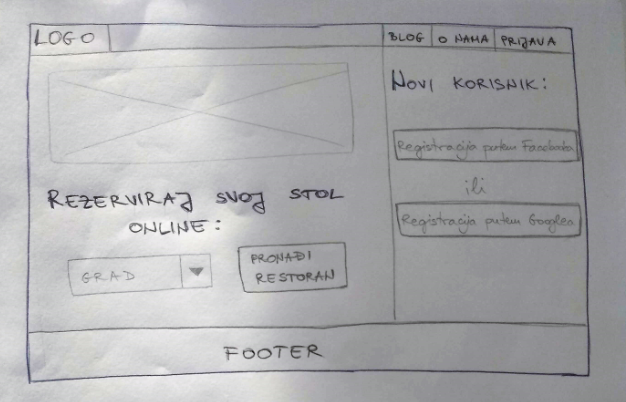 LOGO
BLOG O NAMA PRIJAVA
NOVI KORISNIK:
Registracija putem Facebooka
ili
Registracija putem Googlea
REZERVIRAJ SVOJ STOL
ONLINE:
GRAD
PRONAĐI
RESTORAN
FOOTER